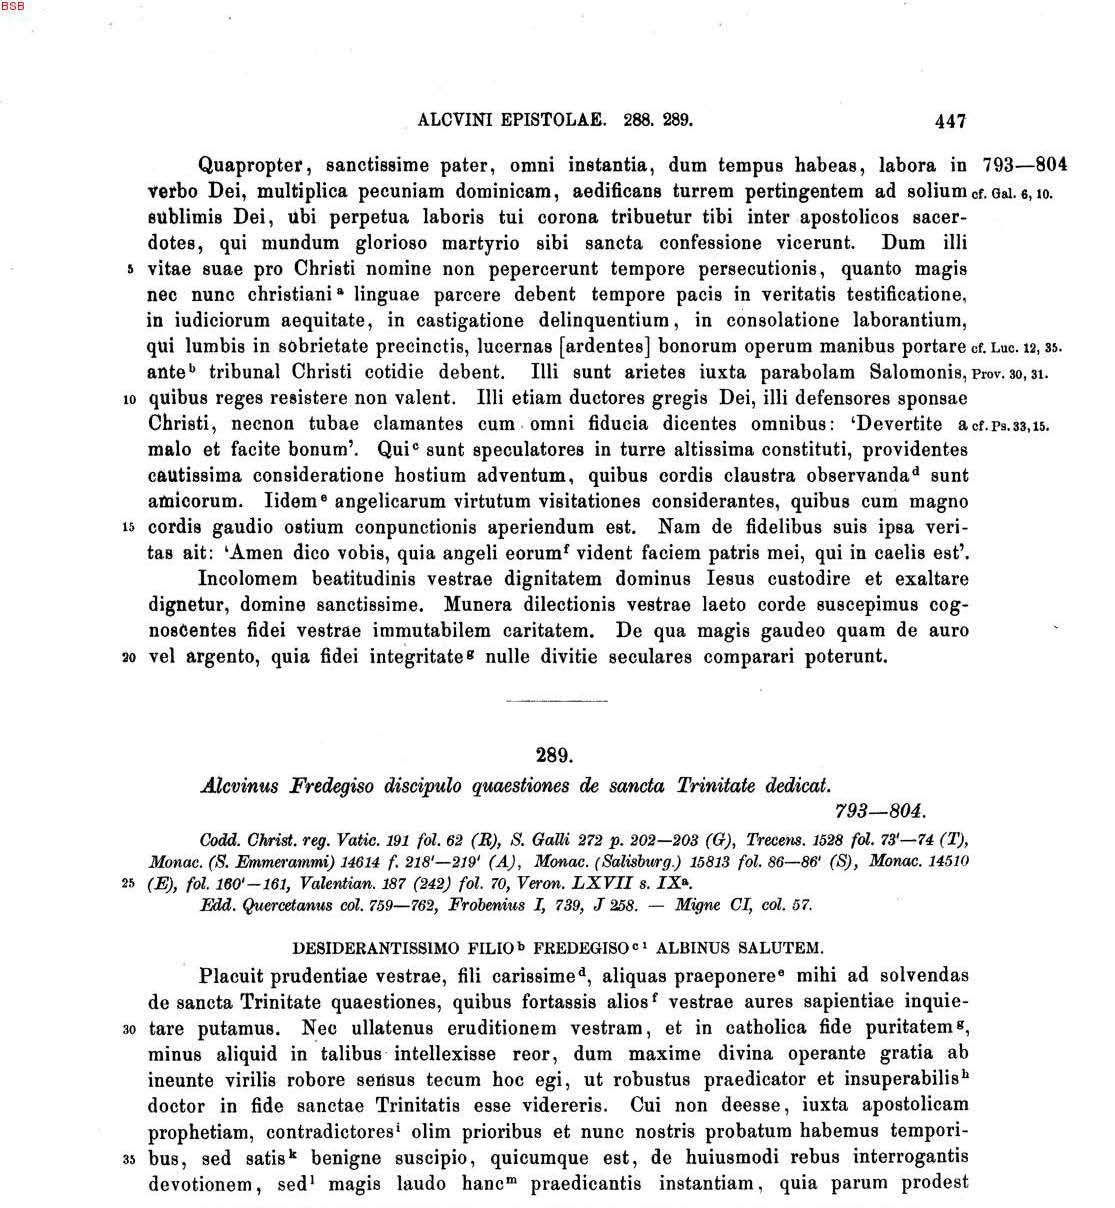 BSB
ALCVINI EPISTOLAE. 288. 289. 447
Quapropter, sanctissime pater, omni instantia, dum tempus habeas, labora in 793—804
verbo Dei, multiplica pecuniam dominicam, aedificans turrem pertingentem ad solium cf. Gal. 6, 10.
sublimis Dei, ubi perpetua laboris tui corona tribuetur tibi inter apostolicos sacer-
dotes, qui mundum glorioso martyrio sibi sancta confessione vicerunt. Dum illi
5 vitae suae pro Christi nomine non pepercerunt tempore persecutionis, quanto magis
nec nunc christiani ᵃ linguae parcere debent tempore pacis in veritatis testificatione,
in iudiciorum aequitate, in castigatione delinquentium, in consolatione laborantium,
qui lumbis in sobrietate precinctis, lucernas [ardentes] bonorum operum manibus portare cf. Luc. 12, 35.
ante ᵇ tribunal Christi cotidie debent. Illi sunt arietes iuxta parabolam Salomonis, Prov. 30, 31.
10 quibus reges resistere non valent. Illi etiam ductores gregis Dei, illi defensores sponsae
Christi, necnon tubae clamantes cum omni fiducia dicentes omnibus: ‘Devertite a cf. Ps. 33, 15.
malo et facite bonum’. Qui ᶜ sunt speculatores in turre altissima constituti, providentes
cautissima consideratione hostium adventum, quibus cordis claustra observanda ᵈ sunt
amicorum. Iidem ᵉ angelicarum virtutum visitationes considerantes, quibus cum magno
15 cordis gaudio ostium conpunctionis aperiendum est. Nam de fidelibus suis ipsa veri-
tas ait: ‘Amen dico vobis, quia angeli eorum ᶠ vident faciem patris mei, qui in caelis est’.
Incolomem beatitudinis vestrae dignitatem dominus Iesus custodire et exaltare
dignetur, domine sanctissime. Munera dilectionis vestrae laeto corde suscepimus cog-
noscentes fidei vestrae immutabilem caritatem. De qua magis gaudeo quam de auro
20 vel argento, quia fidei integritate ᵍ nulle divitie seculares comparari poterunt.
289.
Alcvinus Fredegiso discipulo quaestiones de sancta Trinitate dedicat.
793—804.
Codd. Christ. reg. Vatic. 191 fol. 62 (R), S. Galli 272 p. 202—203 (G), Trecens. 1528 fol. 73'—74 (T),
Monac. (S. Emmerammi) 14614 f. 218'—219' (A), Monac. (Salisburg.) 15813 fol. 86—86' (S), Monac. 14510
25 (E), fol. 160'—161, Valentian. 187 (242) fol. 70, Veron. LXVII s. IXᵃ.
Edd. Quercetanus col. 759—762, Frobenius I, 739, J 258. — Migne CI, col. 57.
DESIDERANTISSIMO FILIO ᵇ FREDEGISO ᶜ ¹ ALBINUS SALUTEM.
Placuit prudentiae vestrae, fili carissime ᵈ, aliquas praeponere ᵉ mihi ad solvendas
de sancta Trinitate quaestiones, quibus fortassis alios ᶠ vestrae aures sapientiae inquie-
30 tare putamus. Nec ullatenus eruditionem vestram, et in catholica fide puritatem ᵍ,
minus aliquid in talibus intellexisse reor, dum maxime divina operante gratia ab
ineunte virilis robore sensus tecum hoc egi, ut robustus praedicator et insuperabilis ʰ
doctor in fide sanctae Trinitatis esse videreris. Cui non deesse, iuxta apostolicam
prophetiam, contradictores ⁱ olim prioribus et nunc nostris probatum habemus tempori-
35 bus, sed satis ᵏ benigne suscipio, quicumque est, de huiusmodi rebus interrogantis
devotionem, sed ˡ magis laudo hanc ᵐ praedicantis instantiam, quia parum prodest